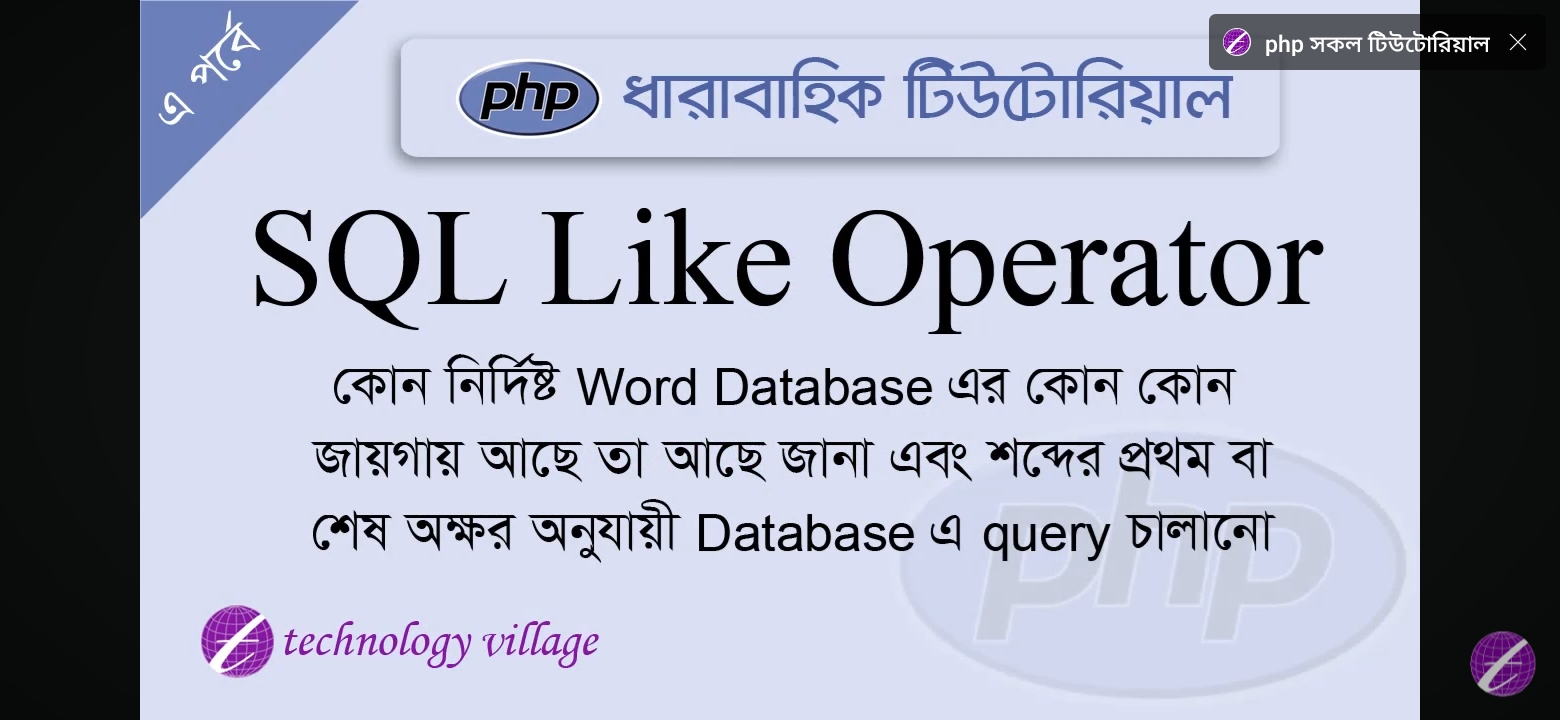 এ পর্বে
php সকল টিউটোরিয়াল
php ধারাবাহিক টিউটোরিয়াল
SQL Like Operator
কোন নির্দিষ্ট Word Database এর কোন কোন
জায়গায় আছে তা আছে জানা এবং শব্দের প্রথম বা
শেষ অক্ষর অনুযায়ী Database এ query চালানো
php
technology village